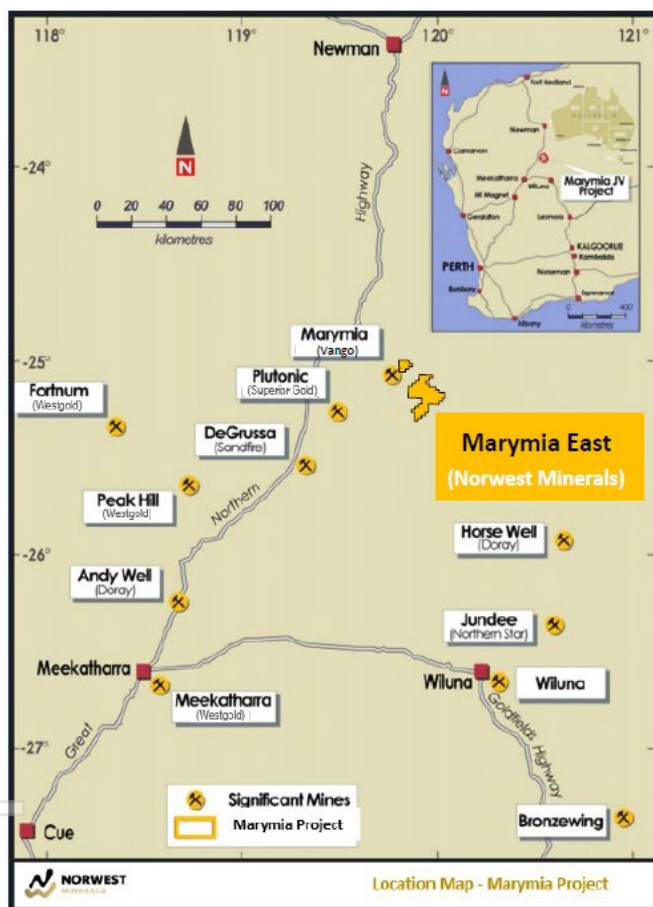 118°
119°
120°
121°
Newman
-24°
-25°
-26°
-27°
N
0 20 40 60 80 100
kilometres
Highway
N
Port Hedland
Newman
Carnarvon
Meekatharra
Wiluna
Mt Magnet
Geraldton
Leonora
KALGOORLIE
Kambalda
PERTH
Norseman
Bunbury
Esperance
Albany
AUSTRALIA
Marymia JV
Project
0 400
kilometres
Marymia
(Vango)
Plutonic
(Superior Gold)
Fortnum
(Westgold)
DeGrussa
(Sandfire)
Marymia East
(Norwest Minerals)
Peak Hill
(Westgold)
Northern
Horse Well
(Doray)
Andy Well
(Doray)
Jundee
(Northern Star)
Meekatharra
Wiluna
Wiluna
Meekatharra
(Westgold)
Great
Goldfields Highway
Significant Mines
Marymia Project
Bronzewing
Cue
NORWEST
MINERALS
Location Map - Marymia Project